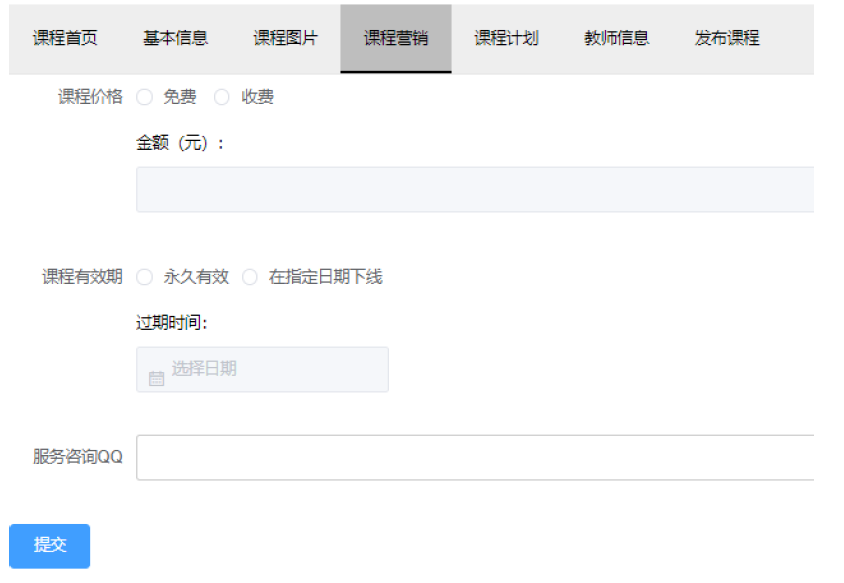 课程首页 基本信息 课程图片 课程营销 课程计划 教师信息 发布课程
课程价格 免费 收费
金额（元）:
课程有效期 永久有效 在指定日期下线
过期时间:
选择日期
服务咨询QQ
提交